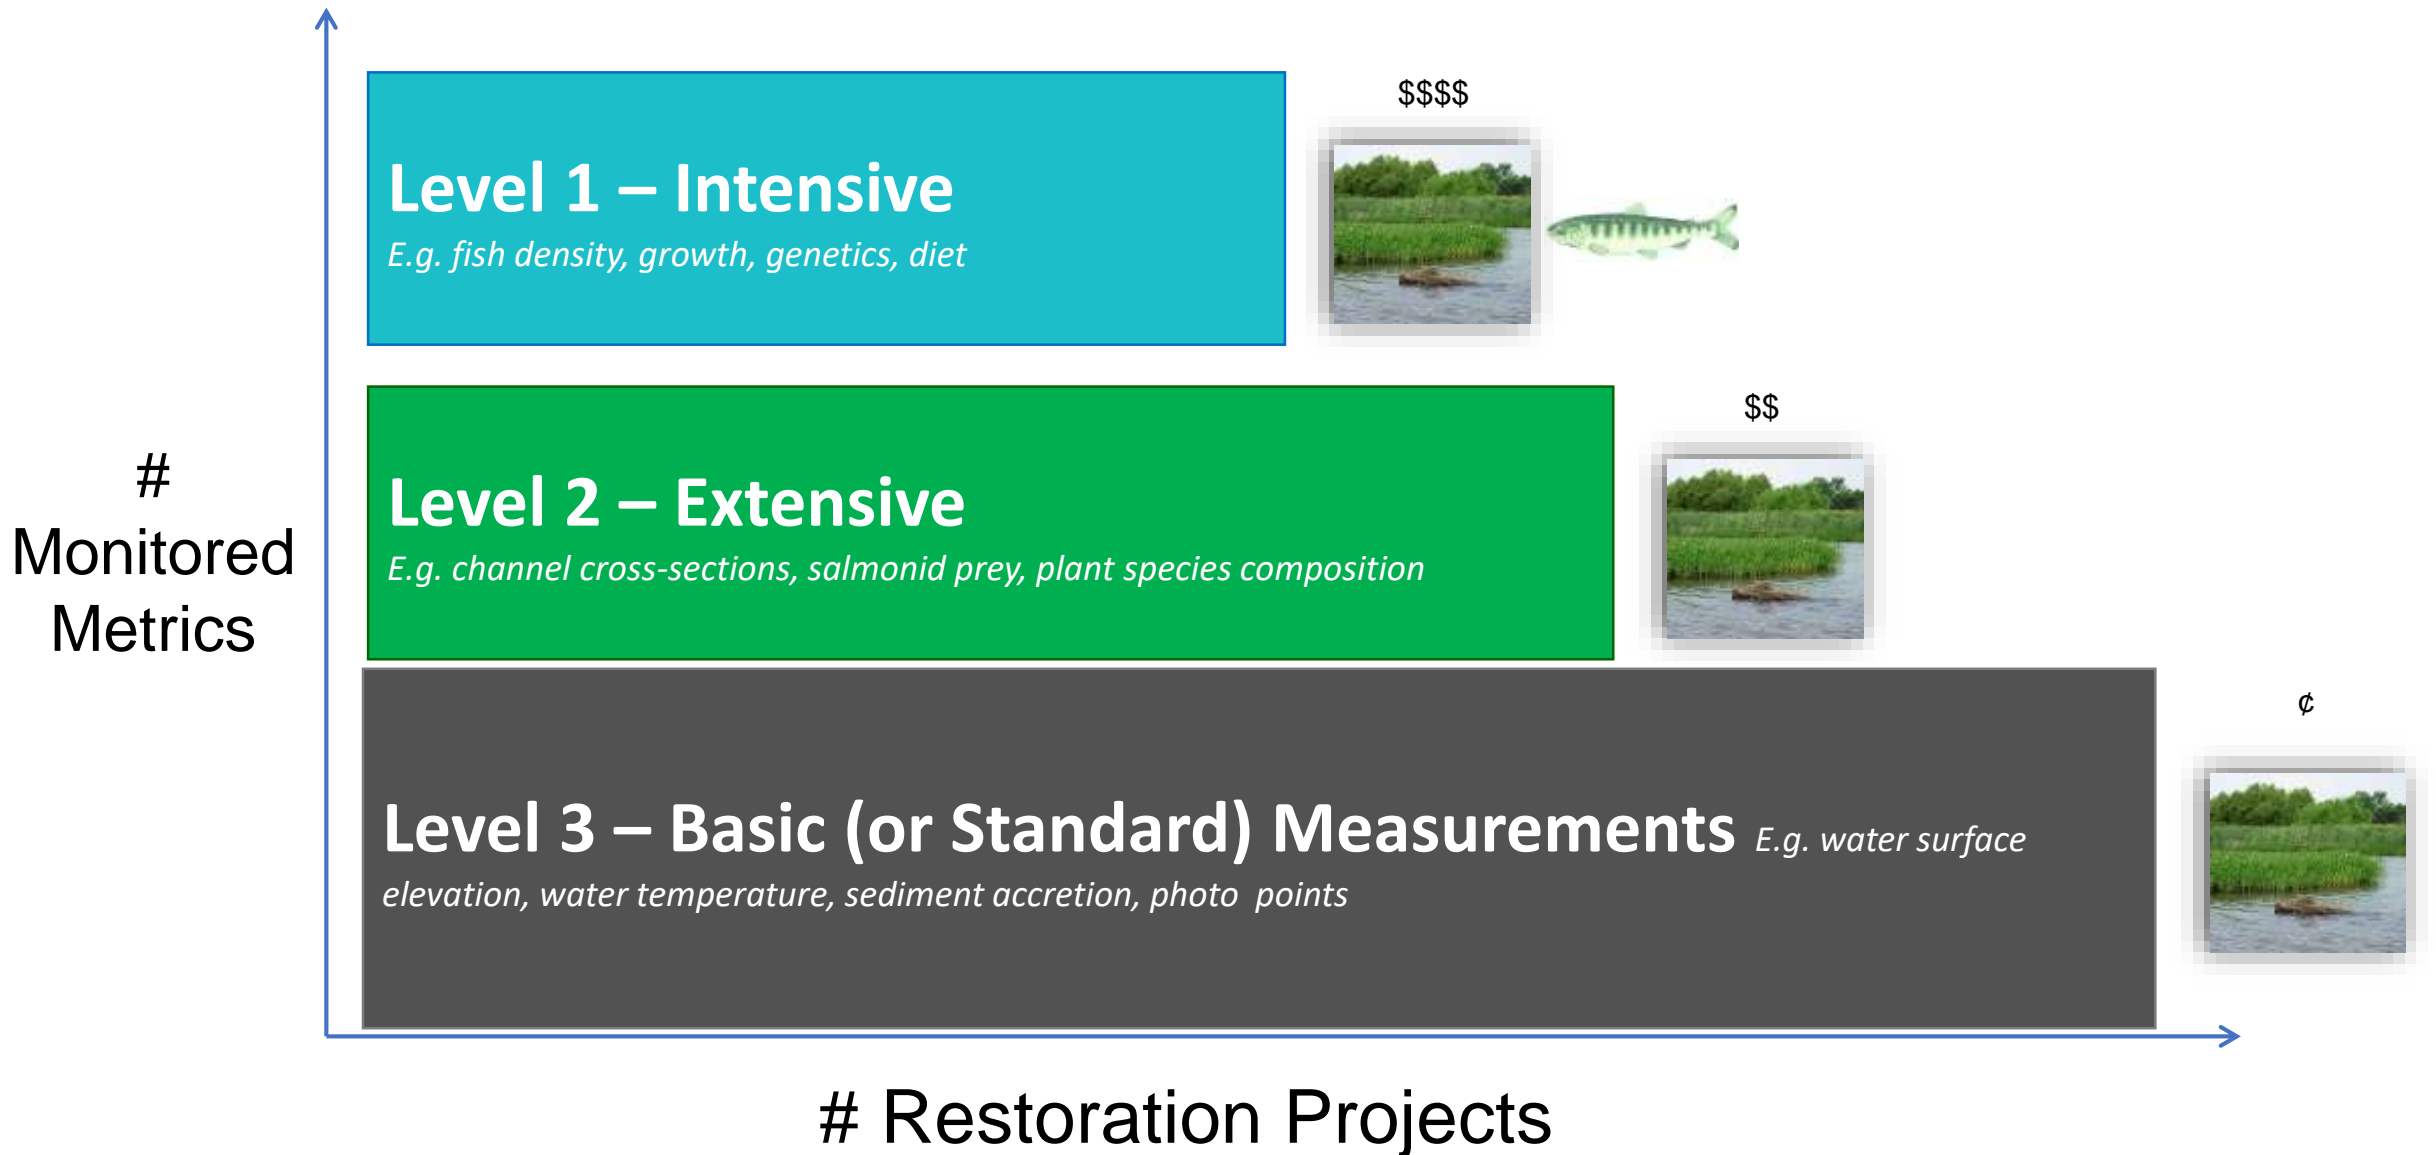 $$$$
Level 1 – Intensive
E.g. fish density, growth, genetics, diet
$$
Level 2 – Extensive
E.g. channel cross-sections, salmonid prey, plant species composition
#
Monitored
Metrics
¢
Level 3 – Basic (or Standard) Measurements E.g. water surface
elevation, water temperature, sediment accretion, photo  points
# Restoration Projects